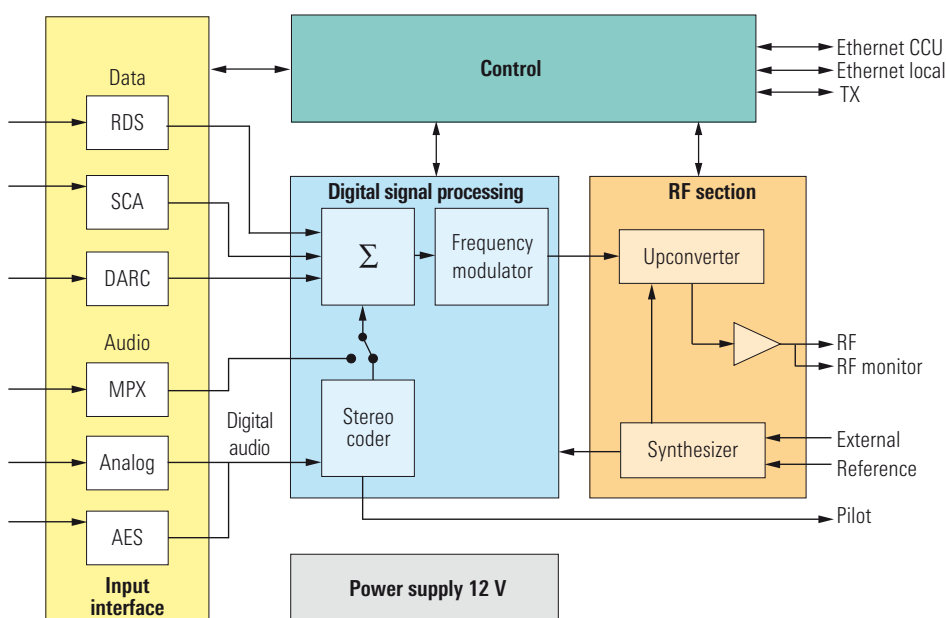 Control
Ethernet CCU
Ethernet local
TX
Data
RDS
SCA
DARC
Audio
MPX
Analog
AES
Input
interface
Digital
audio
Digital signal processing
Σ
Frequency
modulator
Stereo
coder
RF section
Upconverter
Synthesizer
RF
RF monitor
External
Reference
Pilot
Power supply 12 V